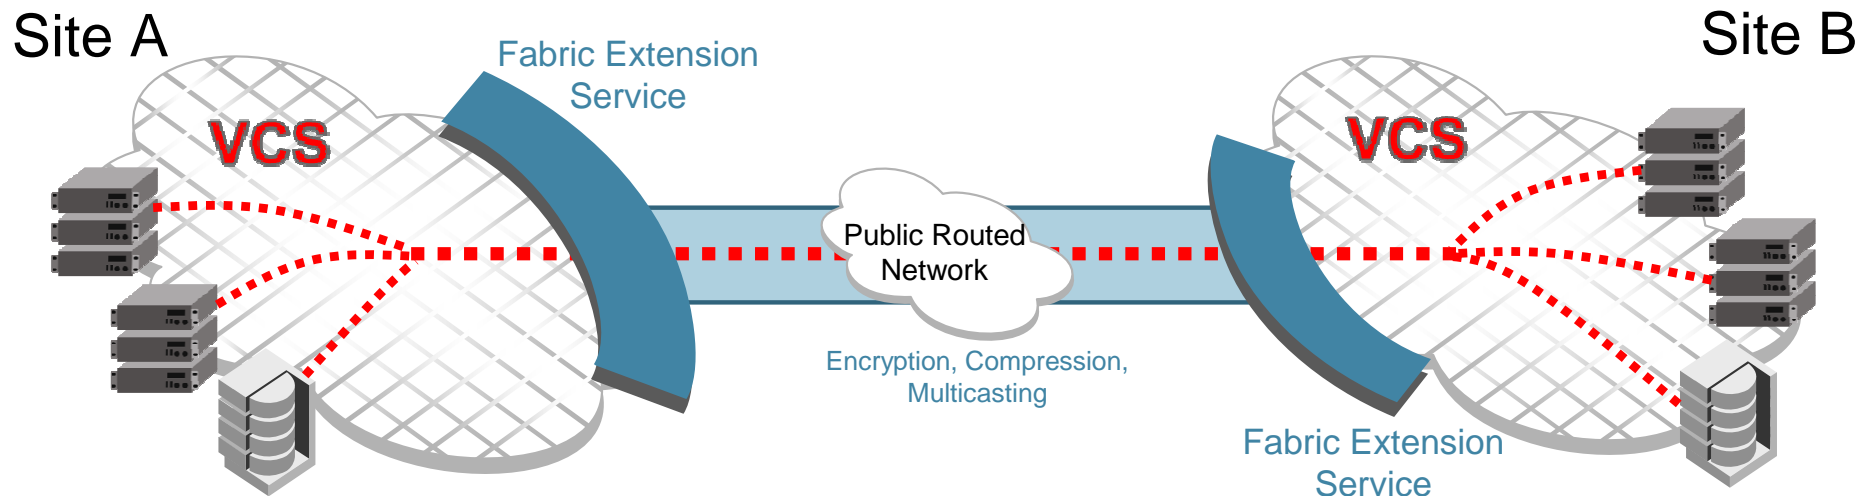 Site A
Site B
Fabric Extension
Service
VCS
VCS
Public Routed
Network
Encryption, Compression,
Multicasting
Fabric Extension
Service